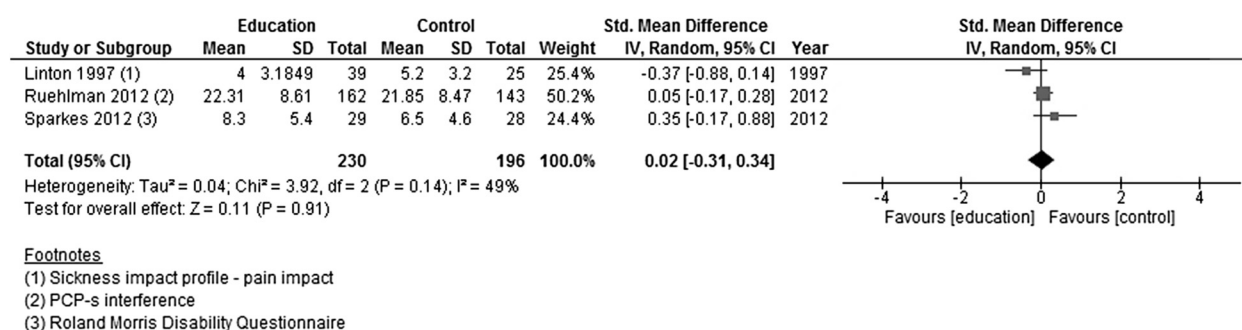 Education Control Std. Mean Difference Std. Mean Difference
Study or Subgroup Mean SD Total Mean SD Total Weight IV, Random, 95% CI Year IV, Random, 95% CI
Linton 1997 (1) 4 3.1849 39 5.2 3.2 25 25.4% -0.37 [-0.88, 0.14] 1997
Ruehlman 2012 (2) 22.31 8.61 162 21.85 8.47 143 50.2% 0.05 [-0.17, 0.28] 2012
Sparkes 2012 (3) 8.3 5.4 29 6.5 4.6 28 24.4% 0.35 [-0.17, 0.88] 2012
Total (95% CI) 230 196 100.0% 0.02 [-0.31, 0.34]
Heterogeneity: Tau² = 0.04; Chi² = 3.92, df = 2 (P = 0.14); I² = 49%
Test for overall effect: Z = 0.11 (P = 0.91)
-4 -2 0 2 4
Favours [education] Favours [control]
Footnotes
(1) Sickness impact profile - pain impact
(2) PCP-s interference
(3) Roland Morris Disability Questionnaire